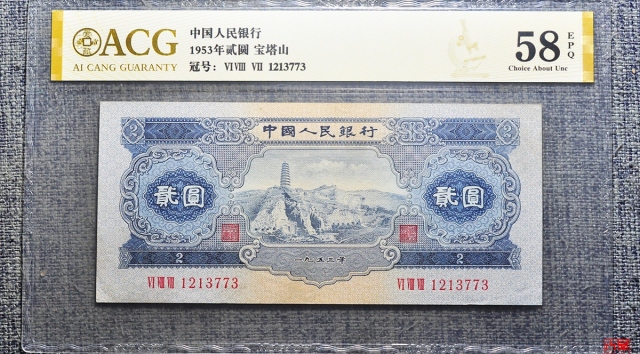 ACG
AI CANG GUARANTY
中国人民银行
1953年贰圆 宝塔山
冠号: VI VIII VII 1213773
58 EPQ
Choice About Unc
中國人民銀行
2 2
貳圓 貳圓
2 一九五三年 2
VI VIII VII 1213773 VI VIII VII 1213773